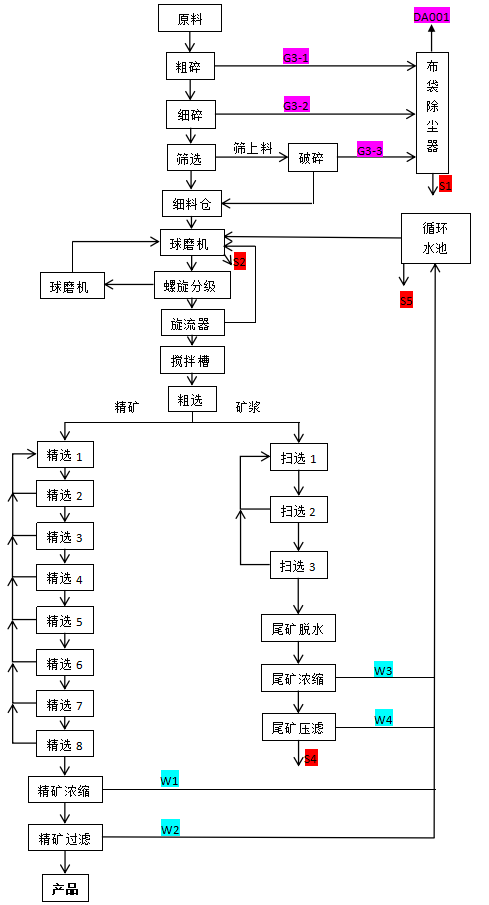 原料
DA001
粗碎
G3-1
布袋除尘器
细碎
G3-2
筛选
筛上料
破碎
G3-3
S1
细料仓
循环
水池
球磨机
S2
球磨机
螺旋分级
S5
旋流器
搅拌槽
粗选
精矿
矿浆
精选 1
扫选 1
精选 2
扫选 2
精选 3
扫选 3
精选 4
精选 5
尾矿脱水
精选 6
尾矿浓缩
W3
精选 7
尾矿压滤
W4
精选 8
S4
精矿浓缩
W1
精矿过滤
W2
产品